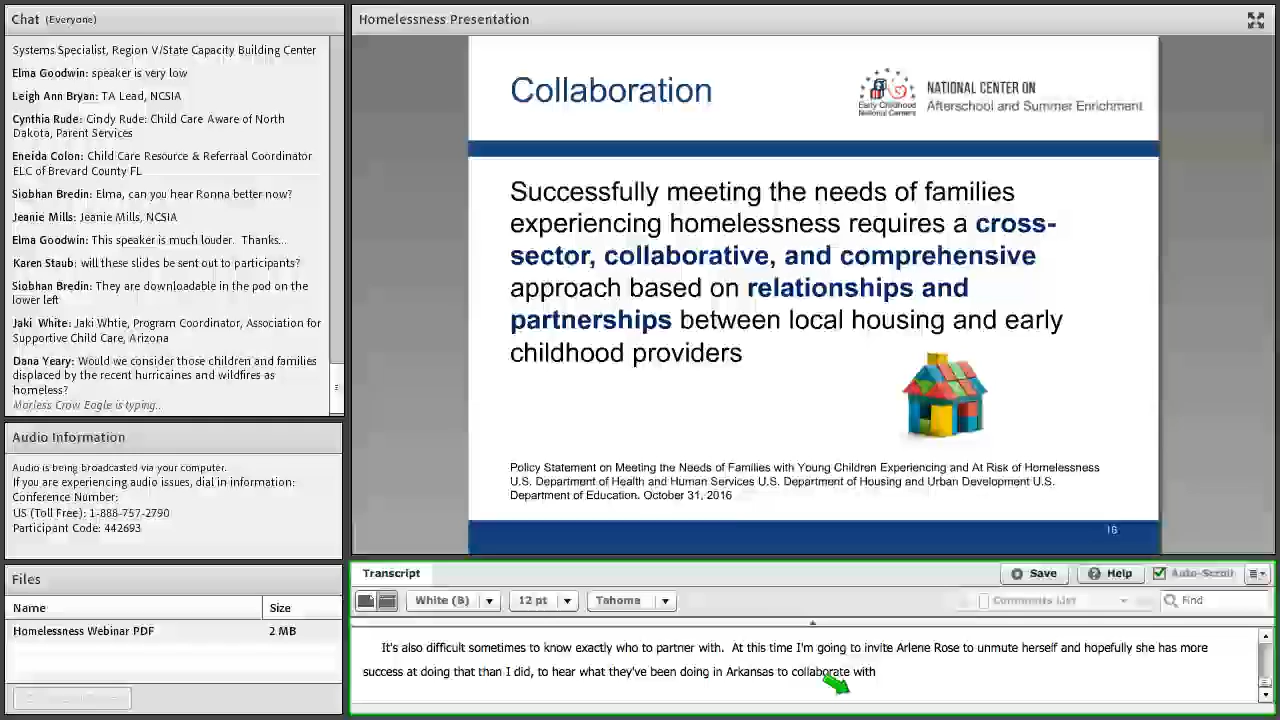 Chat (Everyone)
Systems Specialist, Region V/State Capacity Building Center
Elma Goodwin: speaker is very low
Leigh Ann Bryan: TA Lead, NCSIA
Cynthia Rude: Cindy Rude: Child Care Aware of North
Dakota, Parent Services
Eneida Colon: Child Care Resource & Referraal Coordinator
ELC of Brevard County FL
Siobhan Bredin: Elma, can you hear Ronna better now?
Jeanie Mills: Jeanie Mills, NCSIA
Elma Goodwin: This speaker is much louder. Thanks...
Karen Staub: will these slides be sent out to participants?
Siobhan Bredin: They are downloadable in the pod on the
lower left
Jaki White: Jaki Whtie, Program Coordinator, Association for
Supportive Child Care, Arizona
Dana Yeary: Would we consider those children and families
displaced by the recent hurricaines and wildfires as
homeless?
Marless Crow Eagle is typing..
Audio Information
Audio is being broadcasted via your computer.
If you are experiencing audio issues, dial in information:
Conference Number:
US (Toll Free): 1-888-757-2790
Participant Code: 442693
Files
Name Size
Homelessness Webinar PDF 2 MB
Homelessness Presentation
Collaboration
Early Childhood
National Centers
NATIONAL CENTER ON
Afterschool and Summer Enrichment
Successfully meeting the needs of families
experiencing homelessness requires a cross-
sector, collaborative, and comprehensive
approach based on relationships and
partnerships between local housing and early
childhood providers
Policy Statement on Meeting the Needs of Families with Young Children Experiencing and At Risk of Homelessness
U.S. Department of Health and Human Services U.S. Department of Housing and Urban Development U.S.
Department of Education. October 31, 2016
16
Transcript Save Help Auto-Scroll
White (B) 12 pt Tahoma Comments List Find
It's also difficult sometimes to know exactly who to partner with. At this time I'm going to invite Arlene Rose to unmute herself and hopefully she has more
success at doing that than I did, to hear what they've been doing in Arkansas to collaborate with